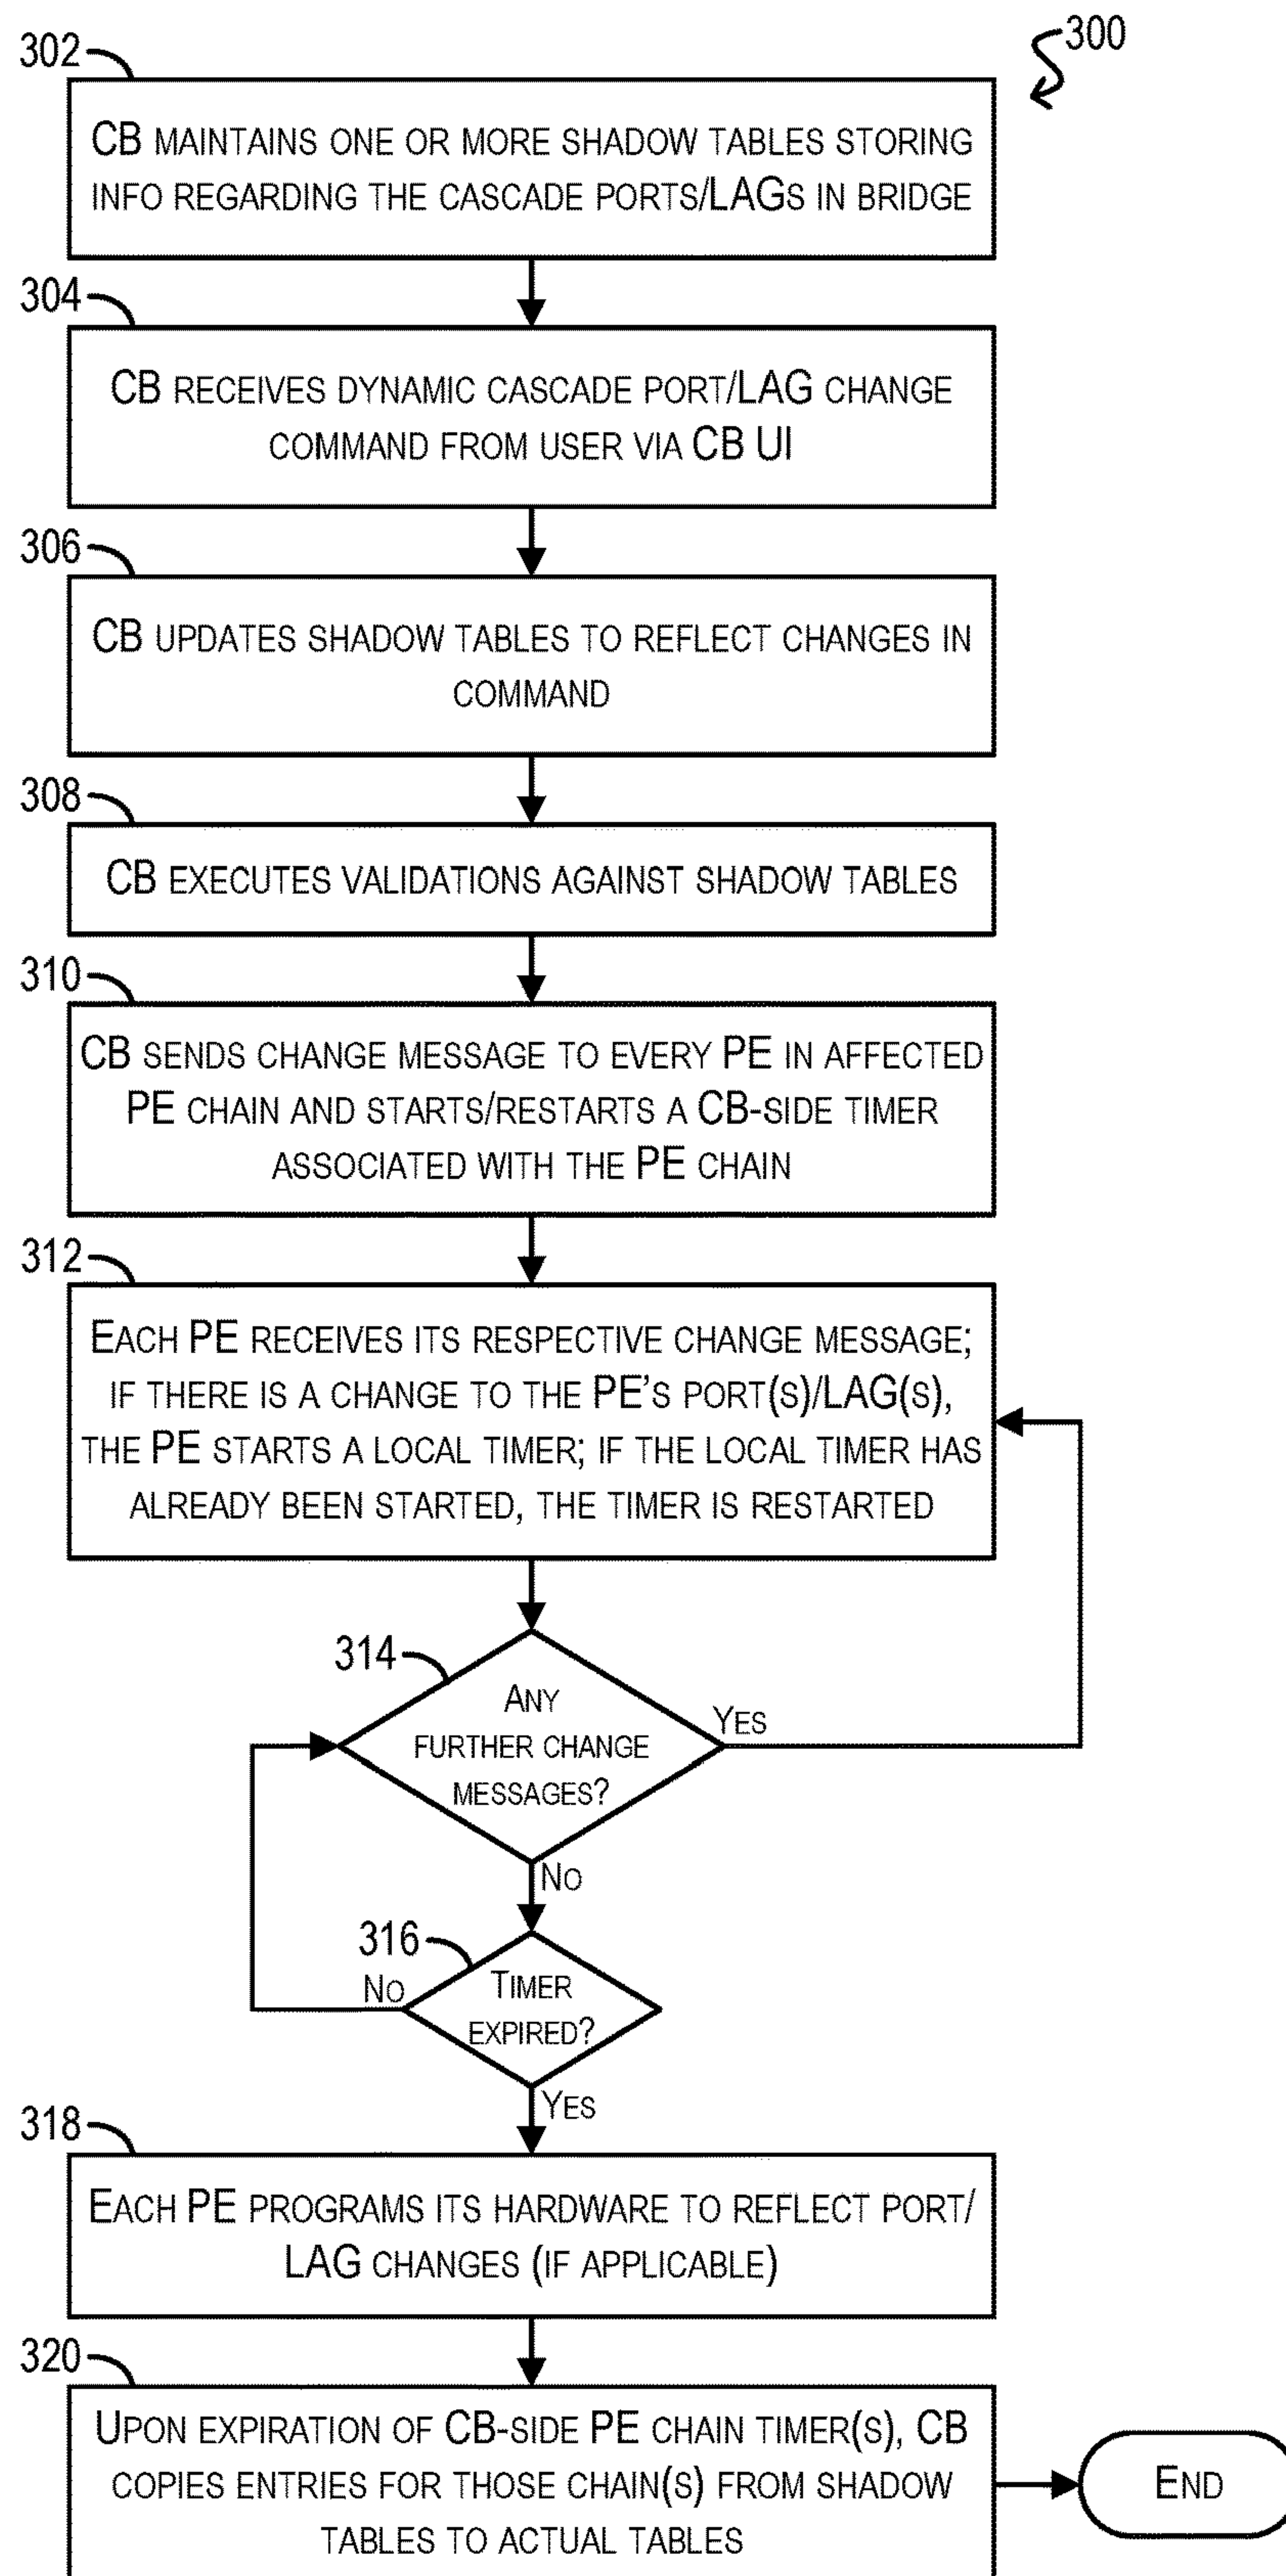 300
302
CB MAINTAINS ONE OR MORE SHADOW TABLES STORING
INFO REGARDING THE CASCADE PORTS/LAGS IN BRIDGE
304
CB RECEIVES DYNAMIC CASCADE PORT/LAG CHANGE
COMMAND FROM USER VIA CB UI
306
CB UPDATES SHADOW TABLES TO REFLECT CHANGES IN
COMMAND
308
CB EXECUTES VALIDATIONS AGAINST SHADOW TABLES
310
CB SENDS CHANGE MESSAGE TO EVERY PE IN AFFECTED
PE CHAIN AND STARTS/RESTARTS A CB-SIDE TIMER
ASSOCIATED WITH THE PE CHAIN
312
EACH PE RECEIVES ITS RESPECTIVE CHANGE MESSAGE;
IF THERE IS A CHANGE TO THE PE'S PORT(S)/LAG(S),
THE PE STARTS A LOCAL TIMER; IF THE LOCAL TIMER HAS
ALREADY BEEN STARTED, THE TIMER IS RESTARTED
314
ANY
FURTHER CHANGE
MESSAGES?
YES
NO
316
TIMER
EXPIRED?
NO
YES
318
EACH PE PROGRAMS ITS HARDWARE TO REFLECT PORT/
LAG CHANGES (IF APPLICABLE)
320
UPON EXPIRATION OF CB-SIDE PE CHAIN TIMER(S), CB
COPIES ENTRIES FOR THOSE CHAIN(S) FROM SHADOW
TABLES TO ACTUAL TABLES
END